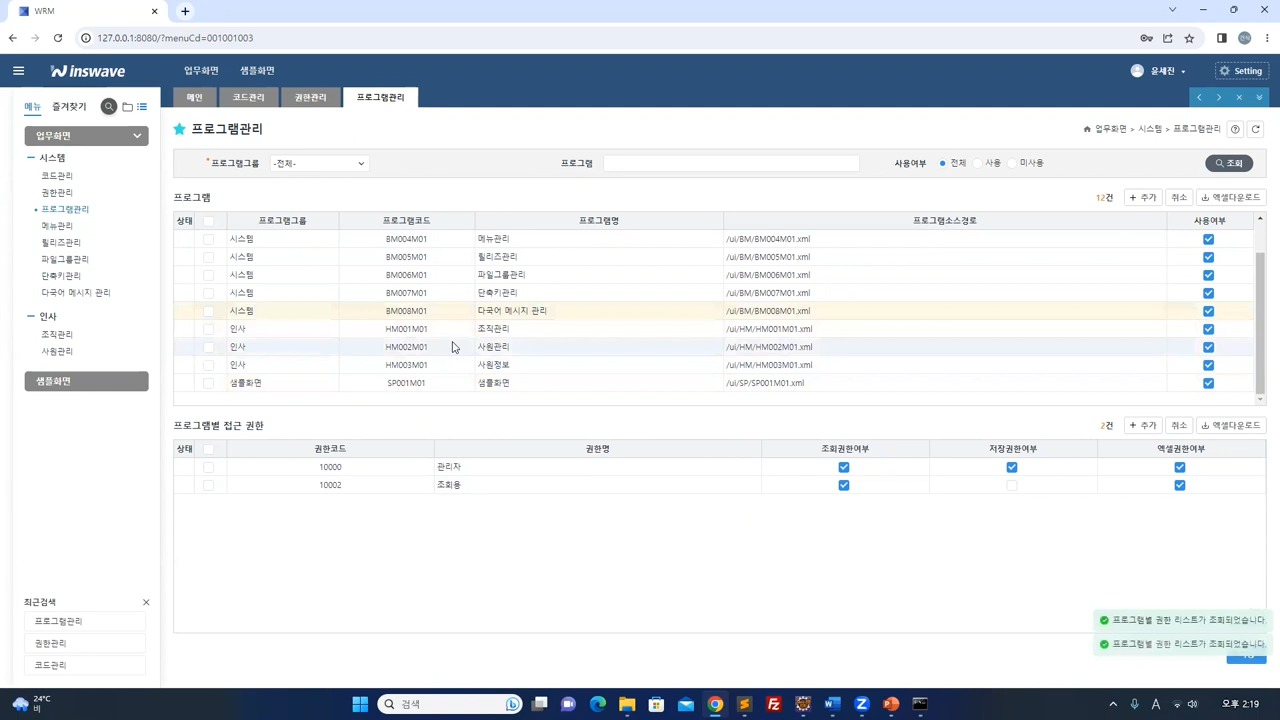 WRM
127.0.0.1:8080/?menuCd=001001003
inswave 업무화면 샘플화면 윤세진 Setting
메뉴 즐겨찾기 메인 코드관리 권한관리 프로그램관리
업무화면
시스템
코드관리
권한관리
프로그램관리
메뉴관리
릴리즈관리
파일그룹관리
단축키관리
다국어 메시지 관리
인사
조직관리
사원관리
샘플화면
최근검색
프로그램관리
권한관리
코드관리
프로그램관리 업무화면 > 시스템 > 프로그램관리
*프로그램그룹 -전체- 프로그램 사용여부 전체 사용 미사용 조회
프로그램 12건 추가 취소 엑셀다운로드
상태 프로그램그룹 프로그램코드 프로그램명 프로그램소스경로 사용여부
시스템 BM004M01 메뉴관리 /ui/BM/BM004M01.xml
시스템 BM005M01 릴리즈관리 /ui/BM/BM005M01.xml
시스템 BM006M01 파일그룹관리 /ui/BM/BM006M01.xml
시스템 BM007M01 단축키관리 /ui/BM/BM007M01.xml
시스템 BM008M01 다국어 메시지 관리 /ui/BM/BM008M01.xml
인사 HM001M01 조직관리 /ui/HM/HM001M01.xml
인사 HM002M01 사원관리 /ui/HM/HM002M01.xml
인사 HM003M01 사원정보 /ui/HM/HM003M01.xml
샘플화면 SP001M01 샘플화면 /ui/SP/SP001M01.xml
프로그램별 접근 권한 2건 추가 취소 엑셀다운로드
상태 권한코드 권한명 조회권한여부 저장권한여부 엑셀권한여부
10000 관리자
10002 조회용
프로그램별 권한 리스트가 조회되었습니다.
프로그램별 권한 리스트가 조회되었습니다.
24°C
비
검색
A
오후 2:19